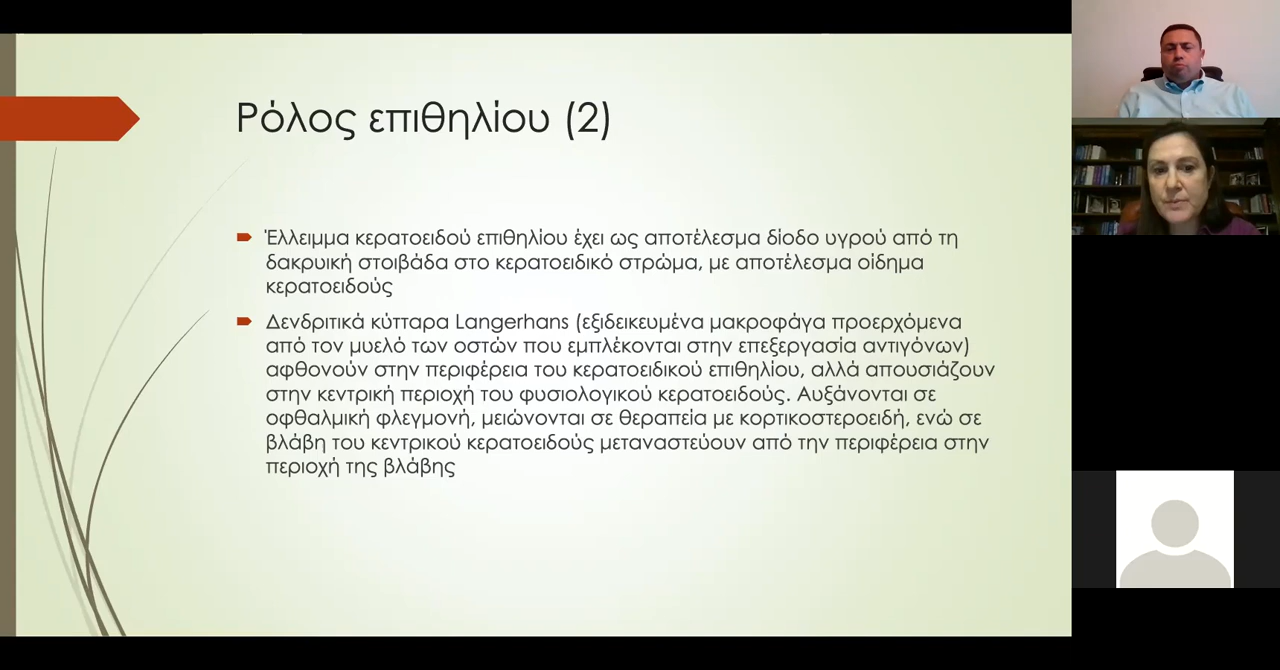 Ρόλος επιθηλίου (2)
Έλλειμμα κερατοειδού επιθηλίου έχει ως αποτέλεσμα δίοδο υγρού από τη
δακρυική στοιβάδα στο κερατοειδικό στρώμα, με αποτέλεσμα οίδημα
κερατοειδούς
Δενδριτικά κύτταρα Langerhans (εξιδεικευμένα μακροφάγα προερχόμενα
από τον μυελό των οστών που εμπλέκονται στην επεξεργασία αντιγόνων)
αφθονούν στην περιφέρεια του κερατοειδικού επιθηλίου, αλλά απουσιάζουν
στην κεντρική περιοχή του φυσιολογικού κερατοειδούς. Αυξάνονται σε
οφθαλμική φλεγμονή, μειώνονται σε θεραπεία με κορτικοστεροειδή, ενώ σε
βλάβη του κεντρικού κερατοειδούς μεταναστεύουν από την περιφέρεια στην
περιοχή της βλάβης